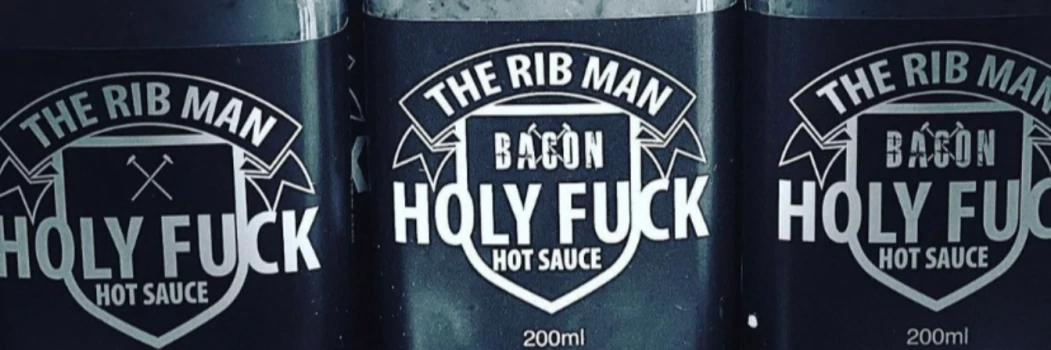 THE RIB MAN
HOLY FUCK
HOT SAUCE
THE RIB MAN
BACON
HOLY FUCK
HOT SAUCE
200ml
THE RIB MAN
BACON
HOLY FUC
HOT SAUCE
200ml